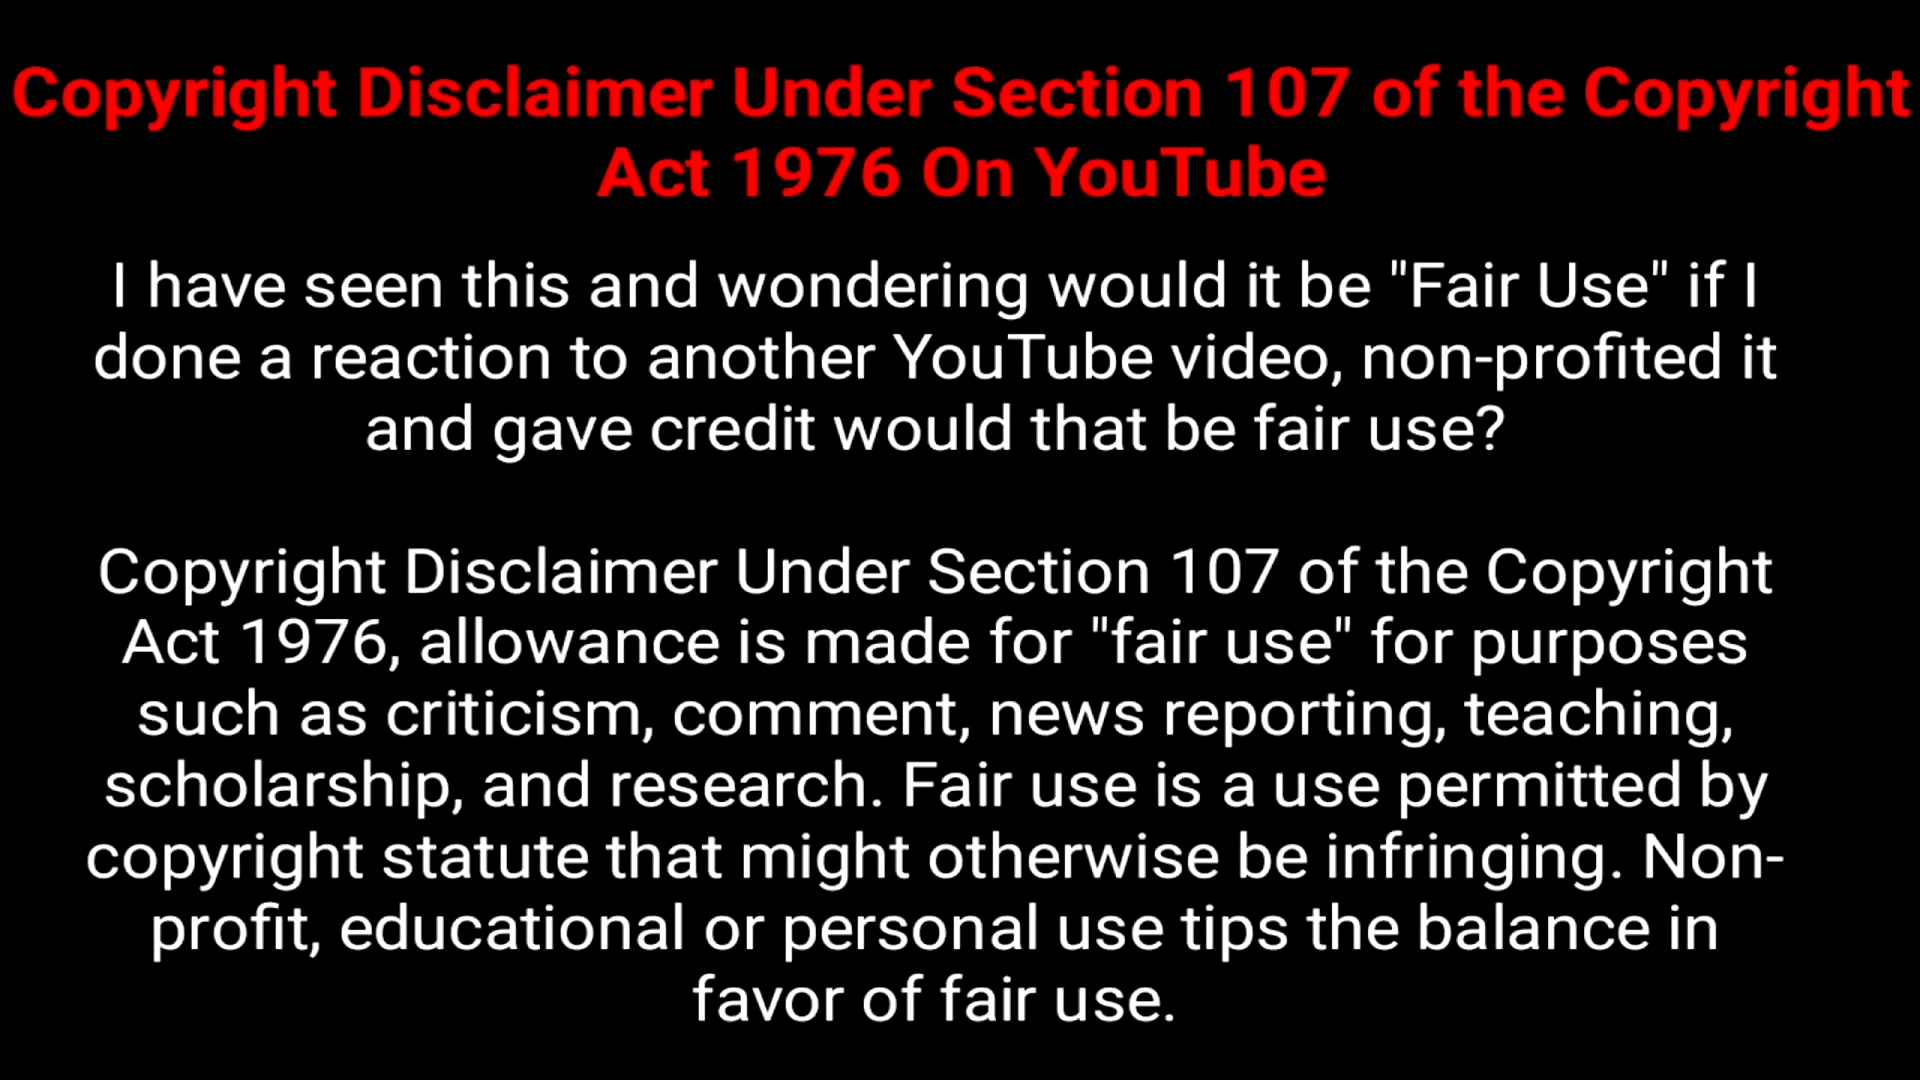 Copyright Disclaimer Under Section 107 of the Copyright
Act 1976 On YouTube
I have seen this and wondering would it be "Fair Use" if I
done a reaction to another YouTube video, non-profited it
and gave credit would that be fair use?
Copyright Disclaimer Under Section 107 of the Copyright
Act 1976, allowance is made for "fair use" for purposes
such as criticism, comment, news reporting, teaching,
scholarship, and research. Fair use is a use permitted by
copyright statute that might otherwise be infringing. Non-
profit, educational or personal use tips the balance in
favor of fair use.